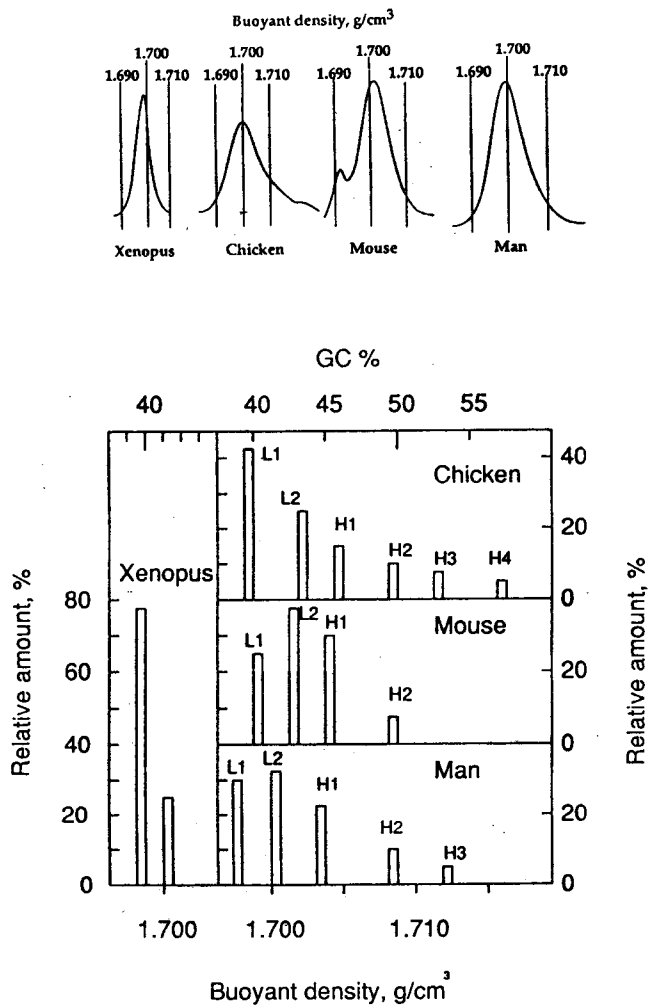 Buoyant density, g/cm³
1.700 1.700 1.700 1.700
1.690 1.710 1.690 1.710 1.690 1.710 1.690 1.710
Xenopus Chicken Mouse Man
GC %
40 40 45 50 55
L1 Chicken 40
L2
H1 20
H2 H3 H4
Xenopus
80 0
L2 H1 Mouse
L1
60 20
H2
40 0
L1 L2 Man
H1
20 20
H2
H3
0 0
1.700 1.700 1.710
Buoyant density, g/cm³
Relative amount, %
Relative amount, %